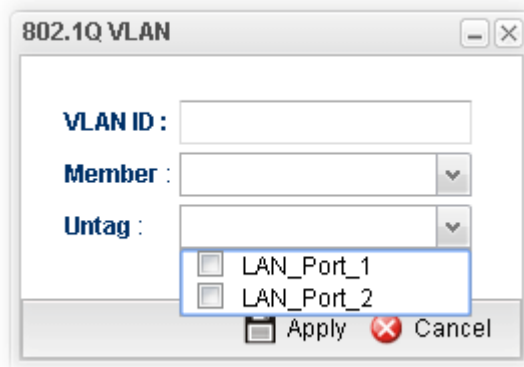 802.1Q VLAN
VLAN ID :
Member :
Untag :
LAN_Port_1
LAN_Port_2
Apply Cancel